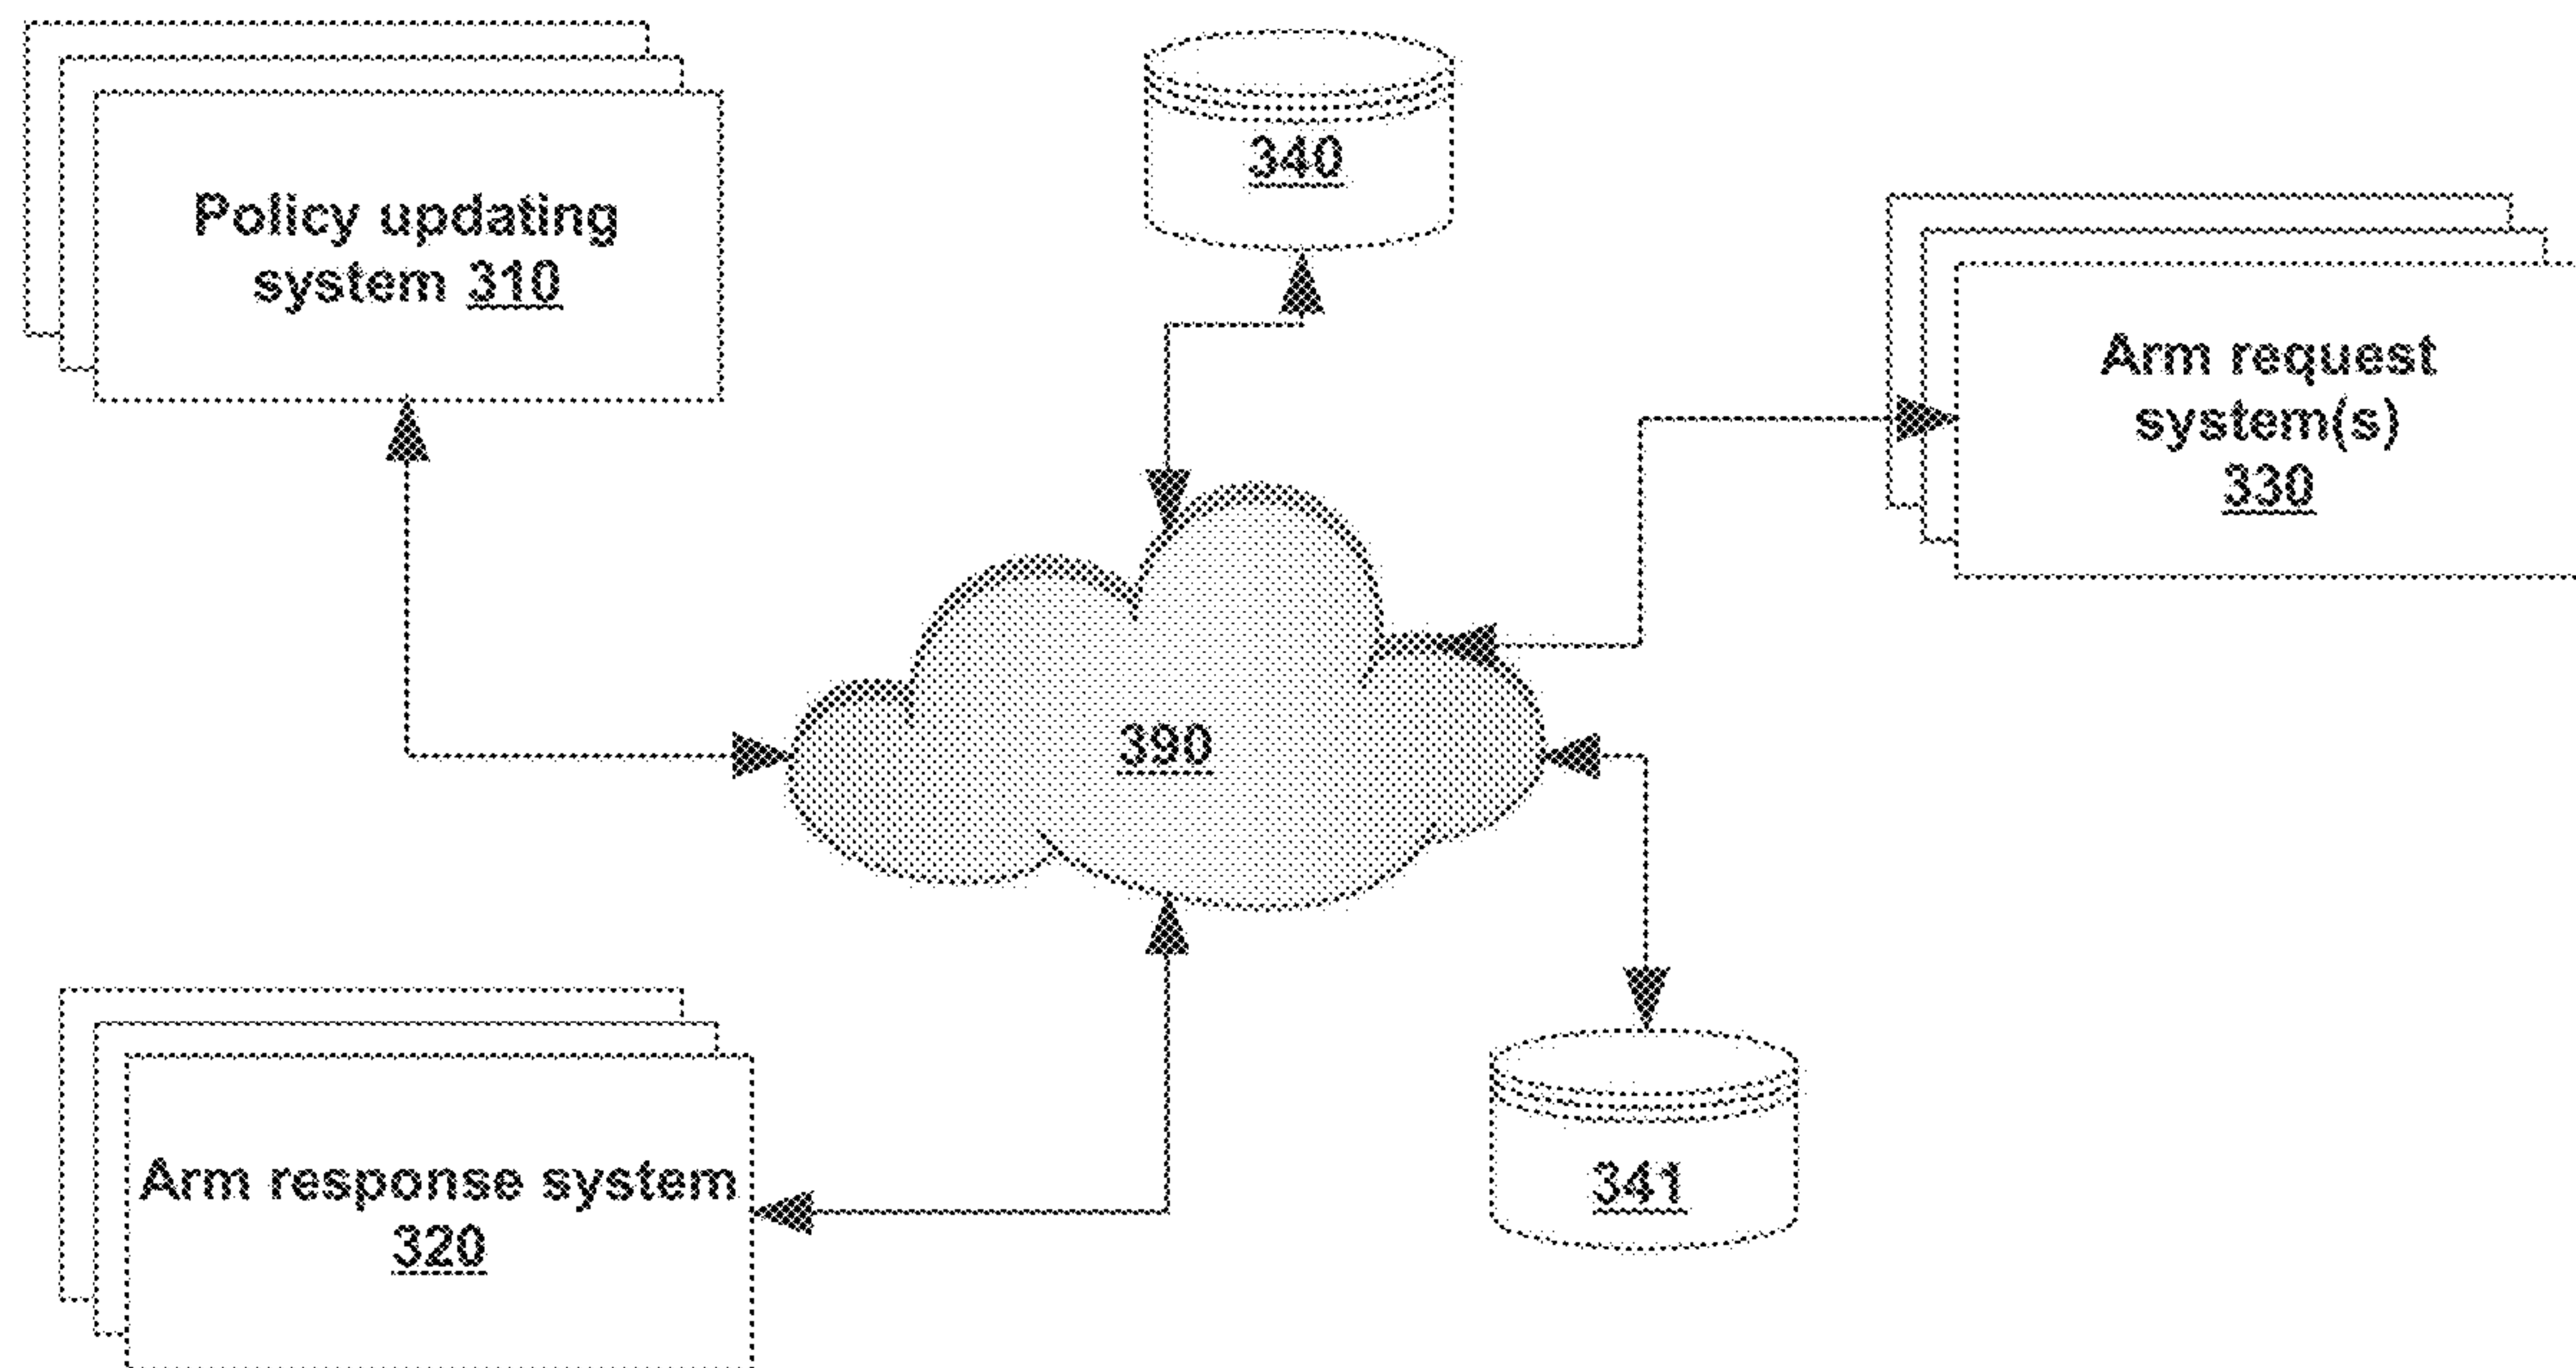 Policy updating
system 310
340
Arm request
system(s)
330
390
Arm response system
320
341